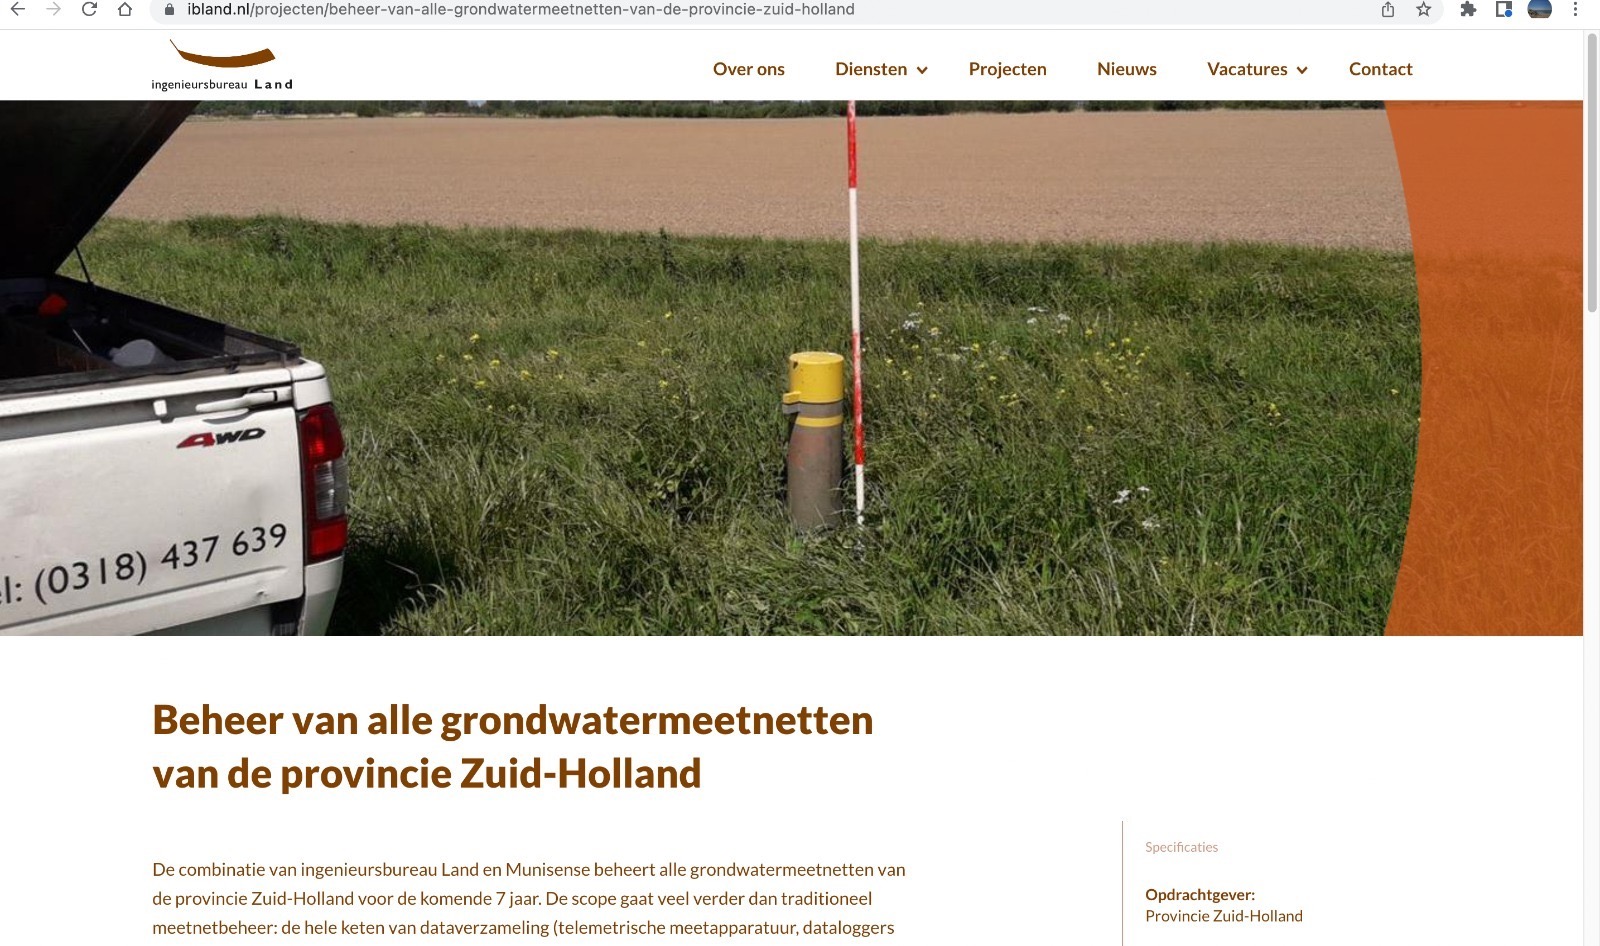 ibland.nl/projecten/beheer-van-alle-grondwatermeetnetten-van-de-provincie-zuid-holland
ingenieursbureau Land
Over ons
Diensten
Projecten
Nieuws
Vacatures
Contact
4WD
el: (0318) 437 639
Beheer van alle grondwatermeetnetten
van de provincie Zuid-Holland
De combinatie van ingenieursbureau Land en Munisense beheert alle grondwatermeetnetten van
de provincie Zuid-Holland voor de komende 7 jaar. De scope gaat veel verder dan traditioneel
meetnetbeheer: de hele keten van dataverzameling (telemetrische meetapparatuur, dataloggers
Specificaties
Opdrachtgever:
Provincie Zuid-Holland